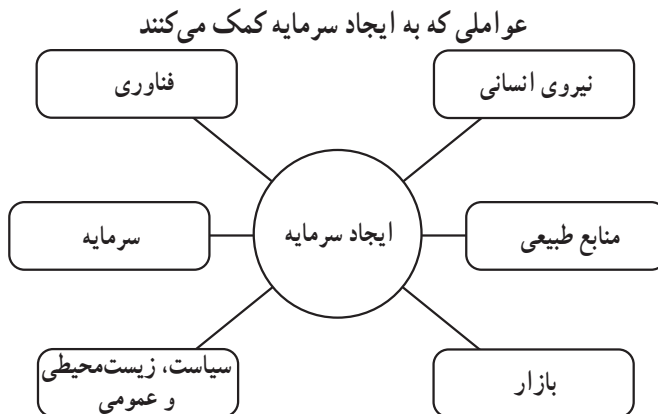 عواملی که به ایجاد سرمایه کمک می‌کنند
نیروی انسانی
فناوری
منابع طبیعی
ایجاد سرمایه
سرمایه
بازار
سیاست، زیست‌محیطی
و عمومی